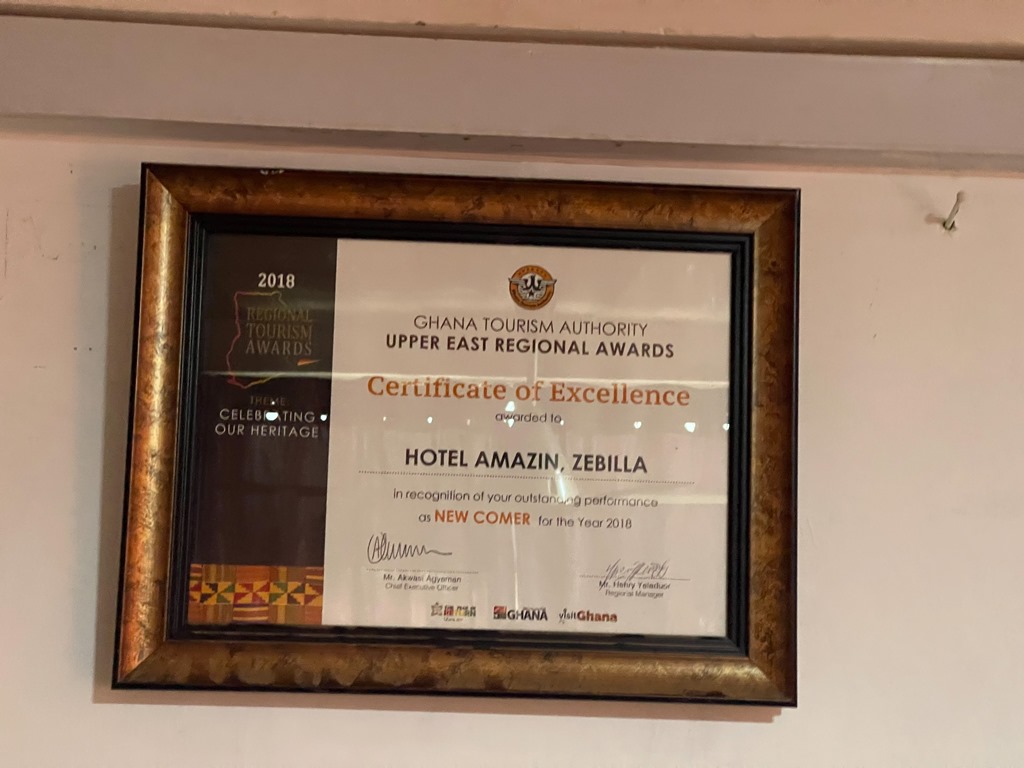 2018
REGIONAL
TOURISM
AWARDS
THEME
CELEBRATING
OUR HERITAGE
GHANA TOURISM AUTHORITY
UPPER EAST REGIONAL AWARDS
Certificate of Excellence
awarded to
HOTEL AMAZIN, ZEBILLA
in recognition of your outstanding performance
as NEW COMER for the Year 2018
Mr. Akwasi Agyeman
Chief Executive Officer
Mr. Henry Yeleduor
Regional Manager
GHANA
visitGhana